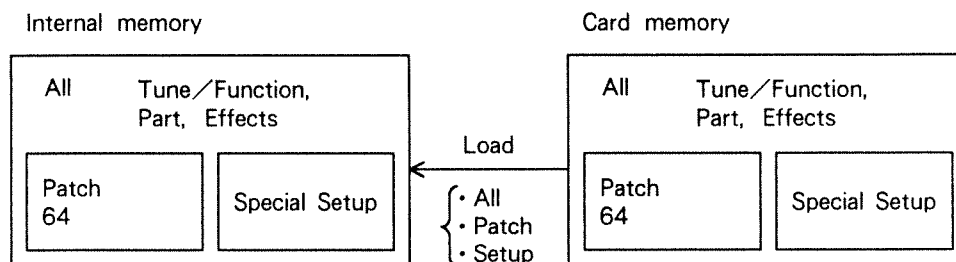 Internal memory
Card memory
All
Tune／Function,
Part, Effects
All
Tune／Function,
Part, Effects
Load
Patch
64
Special Setup
・All
・Patch
・Setup
Patch
64
Special Setup